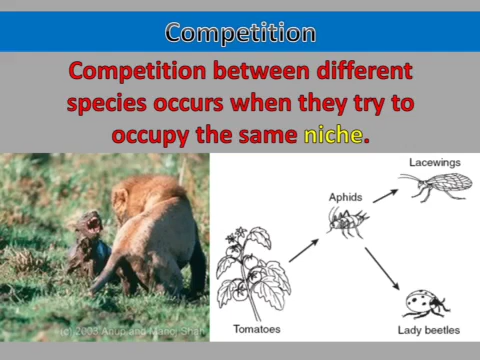 Competition
Competition between different
species occurs when they try to
occupy the same niche.
Lacewings
Aphids
Tomatoes
Lady beetles
(c) 2003 Anup and Manoj Shah